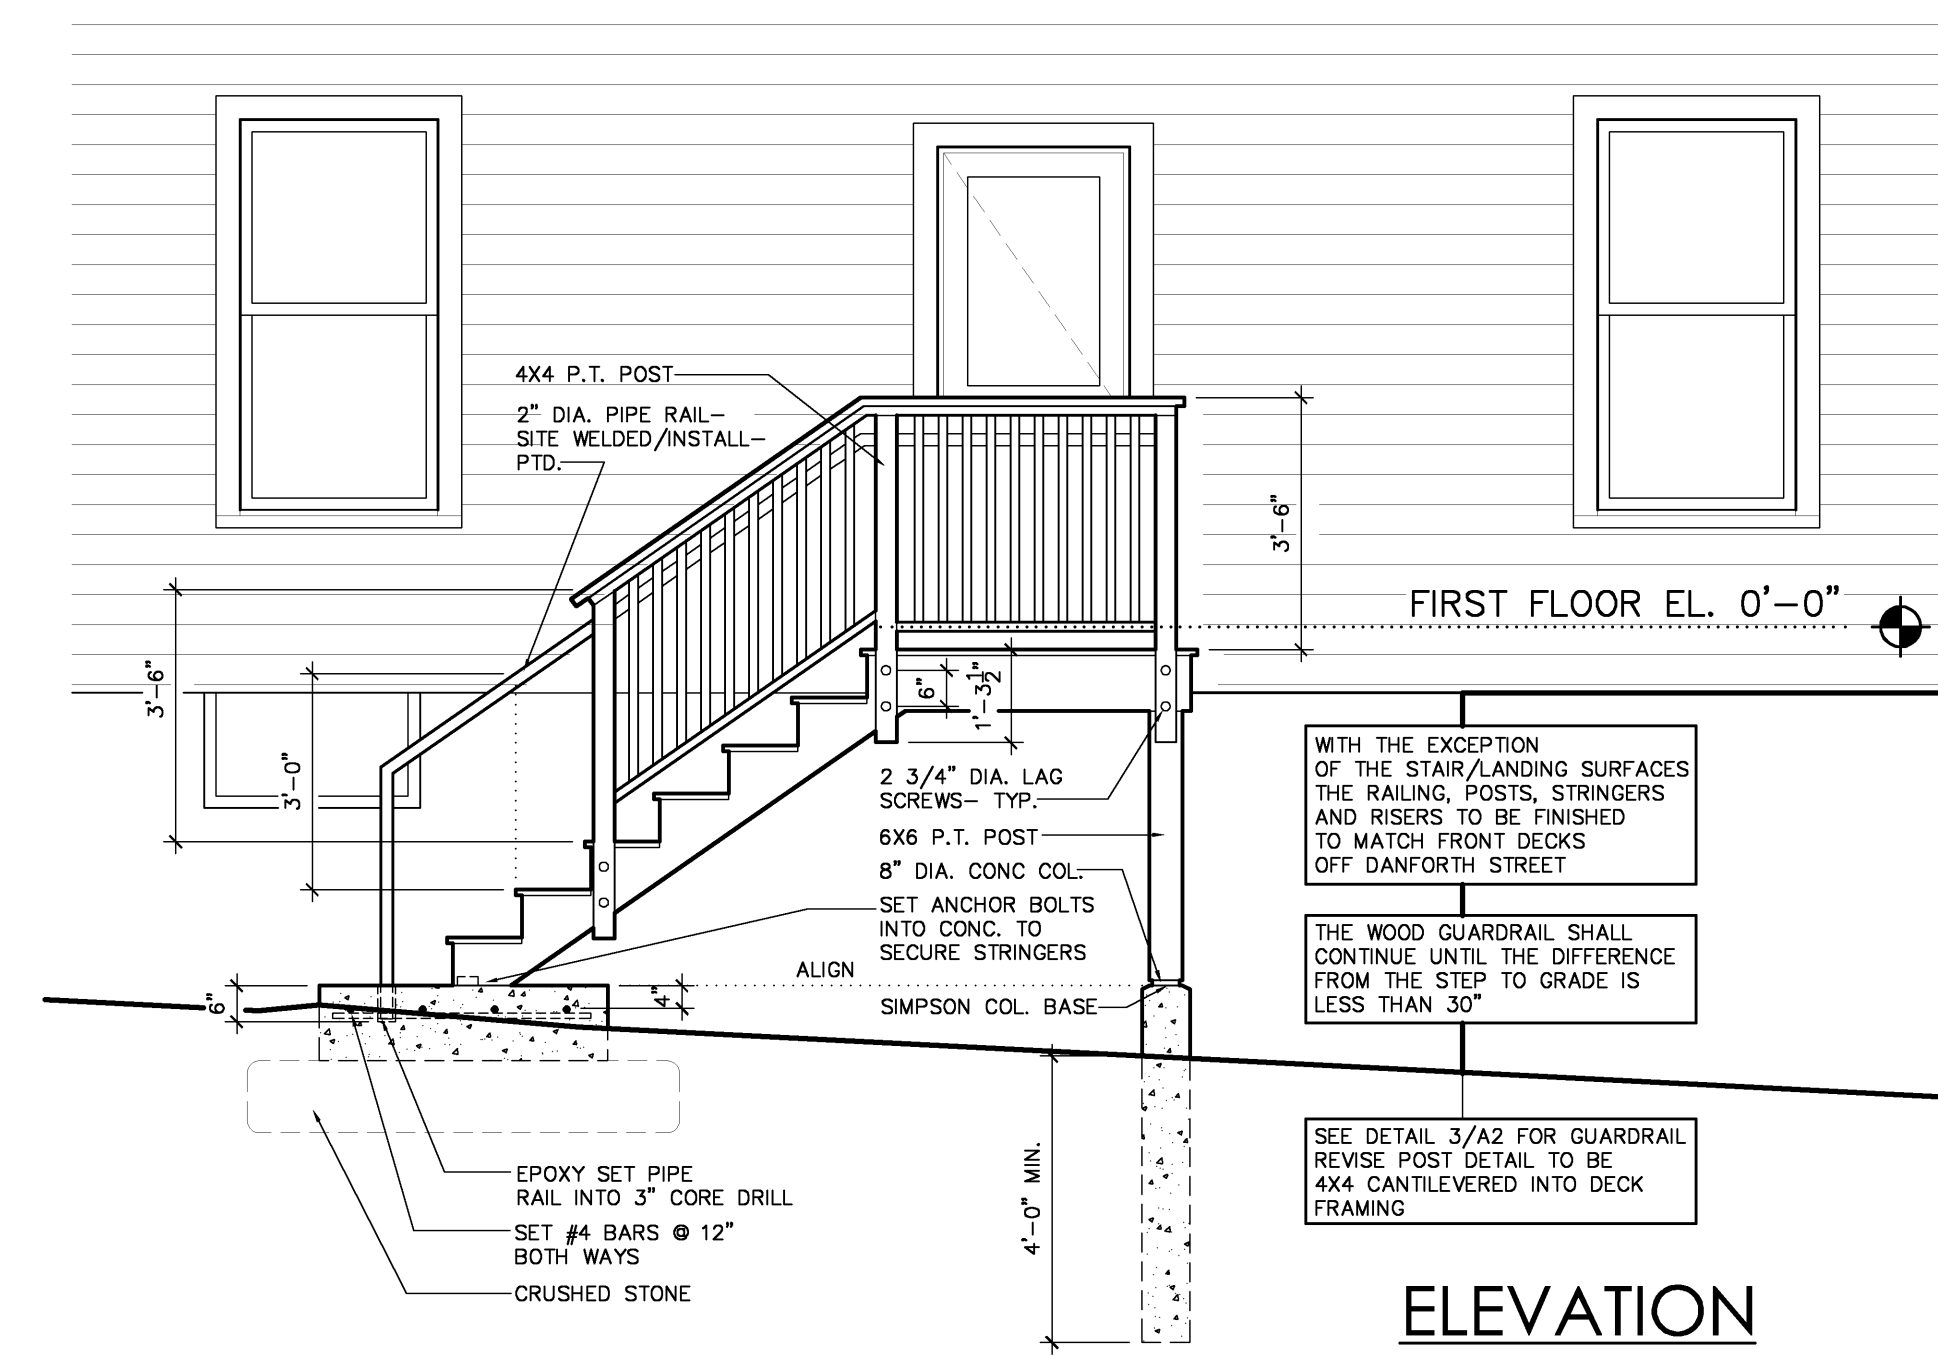 4X4 P.T. POST
2" DIA. PIPE RAIL-
SITE WELDED/INSTALL-
PTD.
3'-6"
FIRST FLOOR EL. 0'-0"
3'-6"
3'-0"
6"
1'-3 1/2"
2 3/4" DIA. LAG
SCREWS- TYP.
6X6 P.T. POST
8" DIA. CONC COL.
SET ANCHOR BOLTS
INTO CONC. TO
SECURE STRINGERS
ALIGN
SIMPSON COL. BASE
6"
4"
4'-0" MIN.
EPOXY SET PIPE
RAIL INTO 3" CORE DRILL
SET #4 BARS @ 12"
BOTH WAYS
CRUSHED STONE
WITH THE EXCEPTION
OF THE STAIR/LANDING SURFACES
THE RAILING, POSTS, STRINGERS
AND RISERS TO BE FINISHED
TO MATCH FRONT DECKS
OFF DANFORTH STREET
THE WOOD GUARDRAIL SHALL
CONTINUE UNTIL THE DIFFERENCE
FROM THE STEP TO GRADE IS
LESS THAN 30"
SEE DETAIL 3/A2 FOR GUARDRAIL
REVISE POST DETAIL TO BE
4X4 CANTILEVERED INTO DECK
FRAMING
ELEVATION